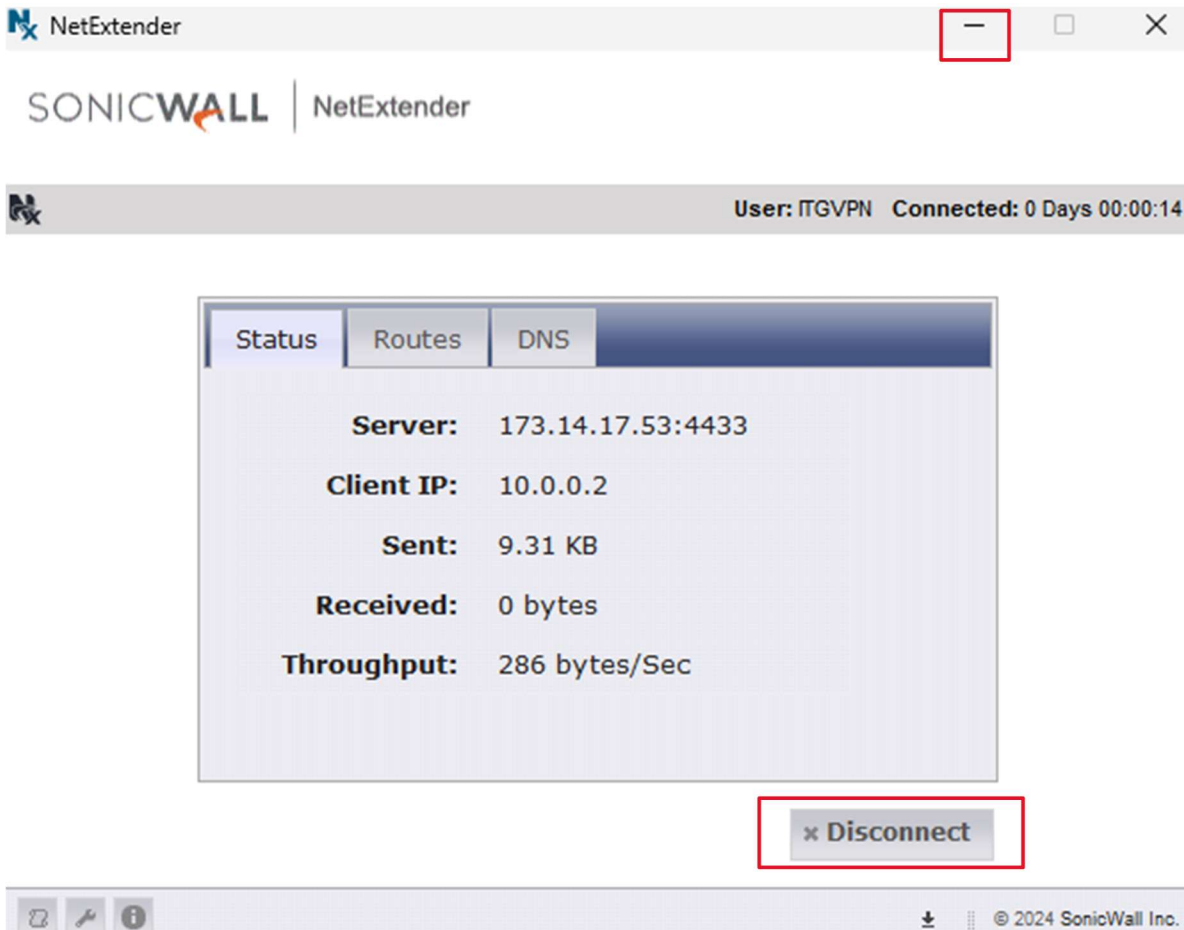 NetExtender
SONICWALL | NetExtender
User: ITGVPN Connected: 0 Days 00:00:14
Status Routes DNS
Server: 173.14.17.53:4433
Client IP: 10.0.0.2
Sent: 9.31 KB
Received: 0 bytes
Throughput: 286 bytes/Sec
× Disconnect
© 2024 SonicWall Inc.